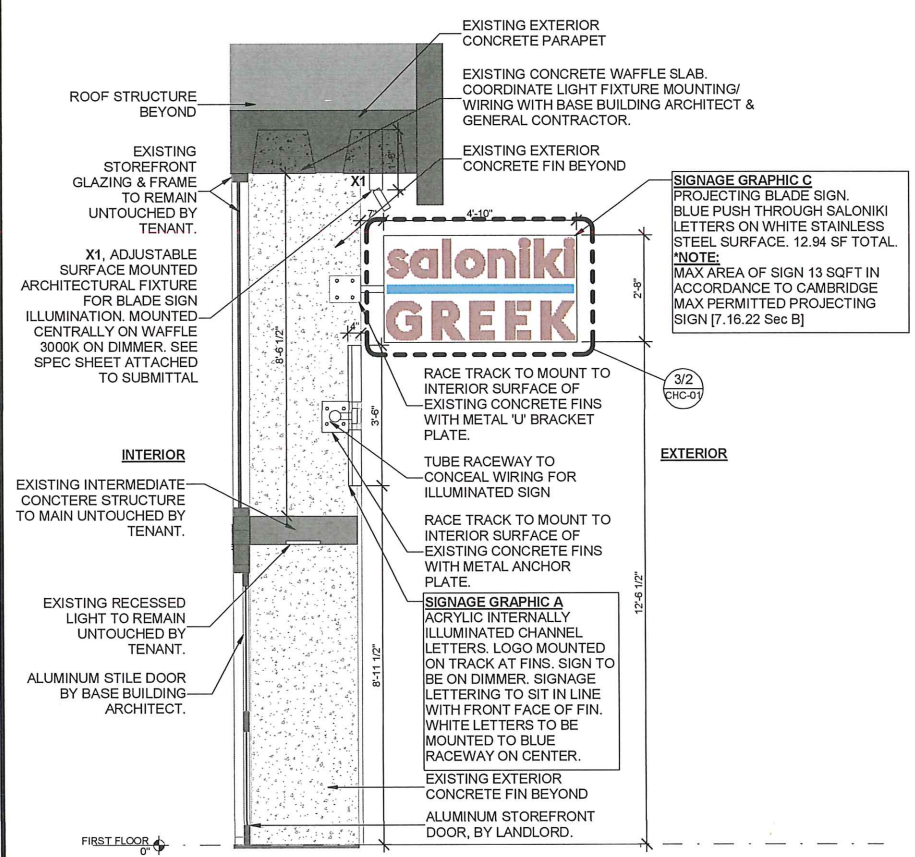 EXISTING EXTERIOR
CONCRETE PARAPET
EXISTING CONCRETE WAFFLE SLAB.
COORDINATE LIGHT FIXTURE MOUNTING/
WIRING WITH BASE BUILDING ARCHITECT &
GENERAL CONTRACTOR.
EXISTING EXTERIOR
CONCRETE FIN BEYOND
ROOF STRUCTURE
BEYOND
EXISTING
STOREFRONT
GLAZING & FRAME
TO REMAIN
UNTOUCHED BY
TENANT.
X1, ADJUSTABLE
SURFACE MOUNTED
ARCHITECTURAL FIXTURE
FOR BLADE SIGN
ILLUMINATION. MOUNTED
CENTRALLY ON WAFFLE
3000K ON DIMMER. SEE
SPEC SHEET ATTACHED
TO SUBMITTAL
INTERIOR
EXISTING INTERMEDIATE
CONCTERE STRUCTURE
TO MAIN UNTOUCHED BY
TENANT.
EXISTING RECESSED
LIGHT TO REMAIN
UNTOUCHED BY
TENANT.
ALUMINUM STILE DOOR
BY BASE BUILDING
ARCHITECT.
FIRST FLOOR
0"
X1
1'-6"
7"
4'-10"
saloniki
GREEK
2'-8"
4"
8'-6 1/2"
3'-6"
8'-11 1/2"
12'-6 1/2"
SIGNAGE GRAPHIC C
PROJECTING BLADE SIGN.
BLUE PUSH THROUGH SALONIKI
LETTERS ON WHITE STAINLESS
STEEL SURFACE. 12.94 SF TOTAL.
*NOTE:
MAX AREA OF SIGN 13 SQFT IN
ACCORDANCE TO CAMBRIDGE
MAX PERMITTED PROJECTING
SIGN [7.16.22 Sec B]
3/2
CHC-01
EXTERIOR
RACE TRACK TO MOUNT TO
INTERIOR SURFACE OF
EXISTING CONCRETE FINS
WITH METAL 'U' BRACKET
PLATE.
TUBE RACEWAY TO
CONCEAL WIRING FOR
ILLUMINATED SIGN
RACE TRACK TO MOUNT TO
INTERIOR SURFACE OF
EXISTING CONCRETE FINS
WITH METAL ANCHOR
PLATE.
SIGNAGE GRAPHIC A
ACRYLIC INTERNALLY
ILLUMINATED CHANNEL
LETTERS. LOGO MOUNTED
ON TRACK AT FINS. SIGN TO
BE ON DIMMER. SIGNAGE
LETTERING TO SIT IN LINE
WITH FRONT FACE OF FIN.
WHITE LETTERS TO BE
MOUNTED TO BLUE
RACEWAY ON CENTER.
EXISTING EXTERIOR
CONCRETE FIN BEYOND
ALUMINUM STOREFRONT
DOOR, BY LANDLORD.